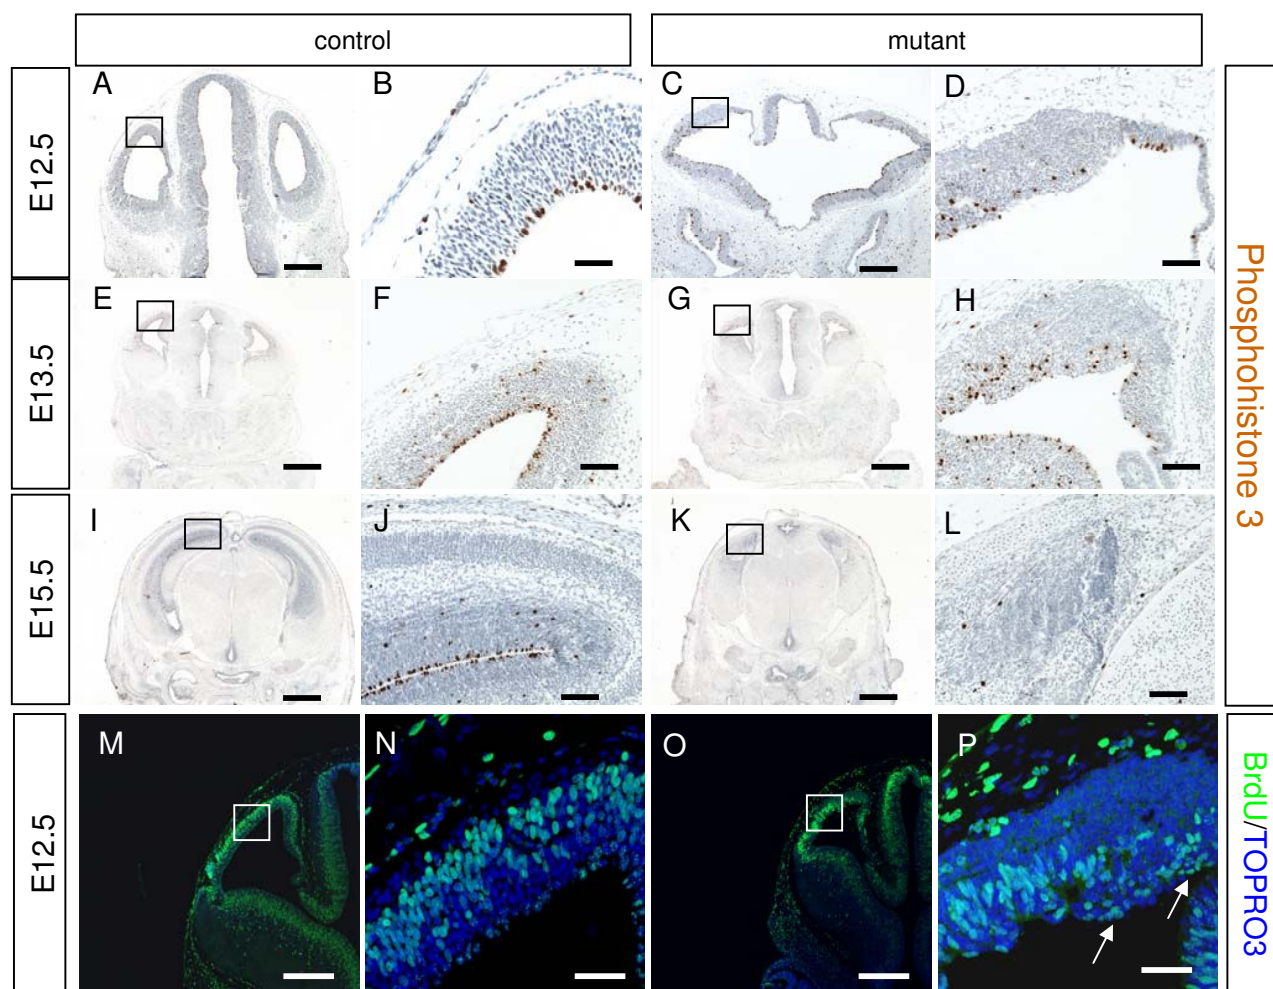 control
mutant
E12.5
A
B
C
D
E13.5
E
F
G
H
E15.5
I
J
K
L
Phosphohistone 3
E12.5
M
N
O
P
BrdU/TOPRO3